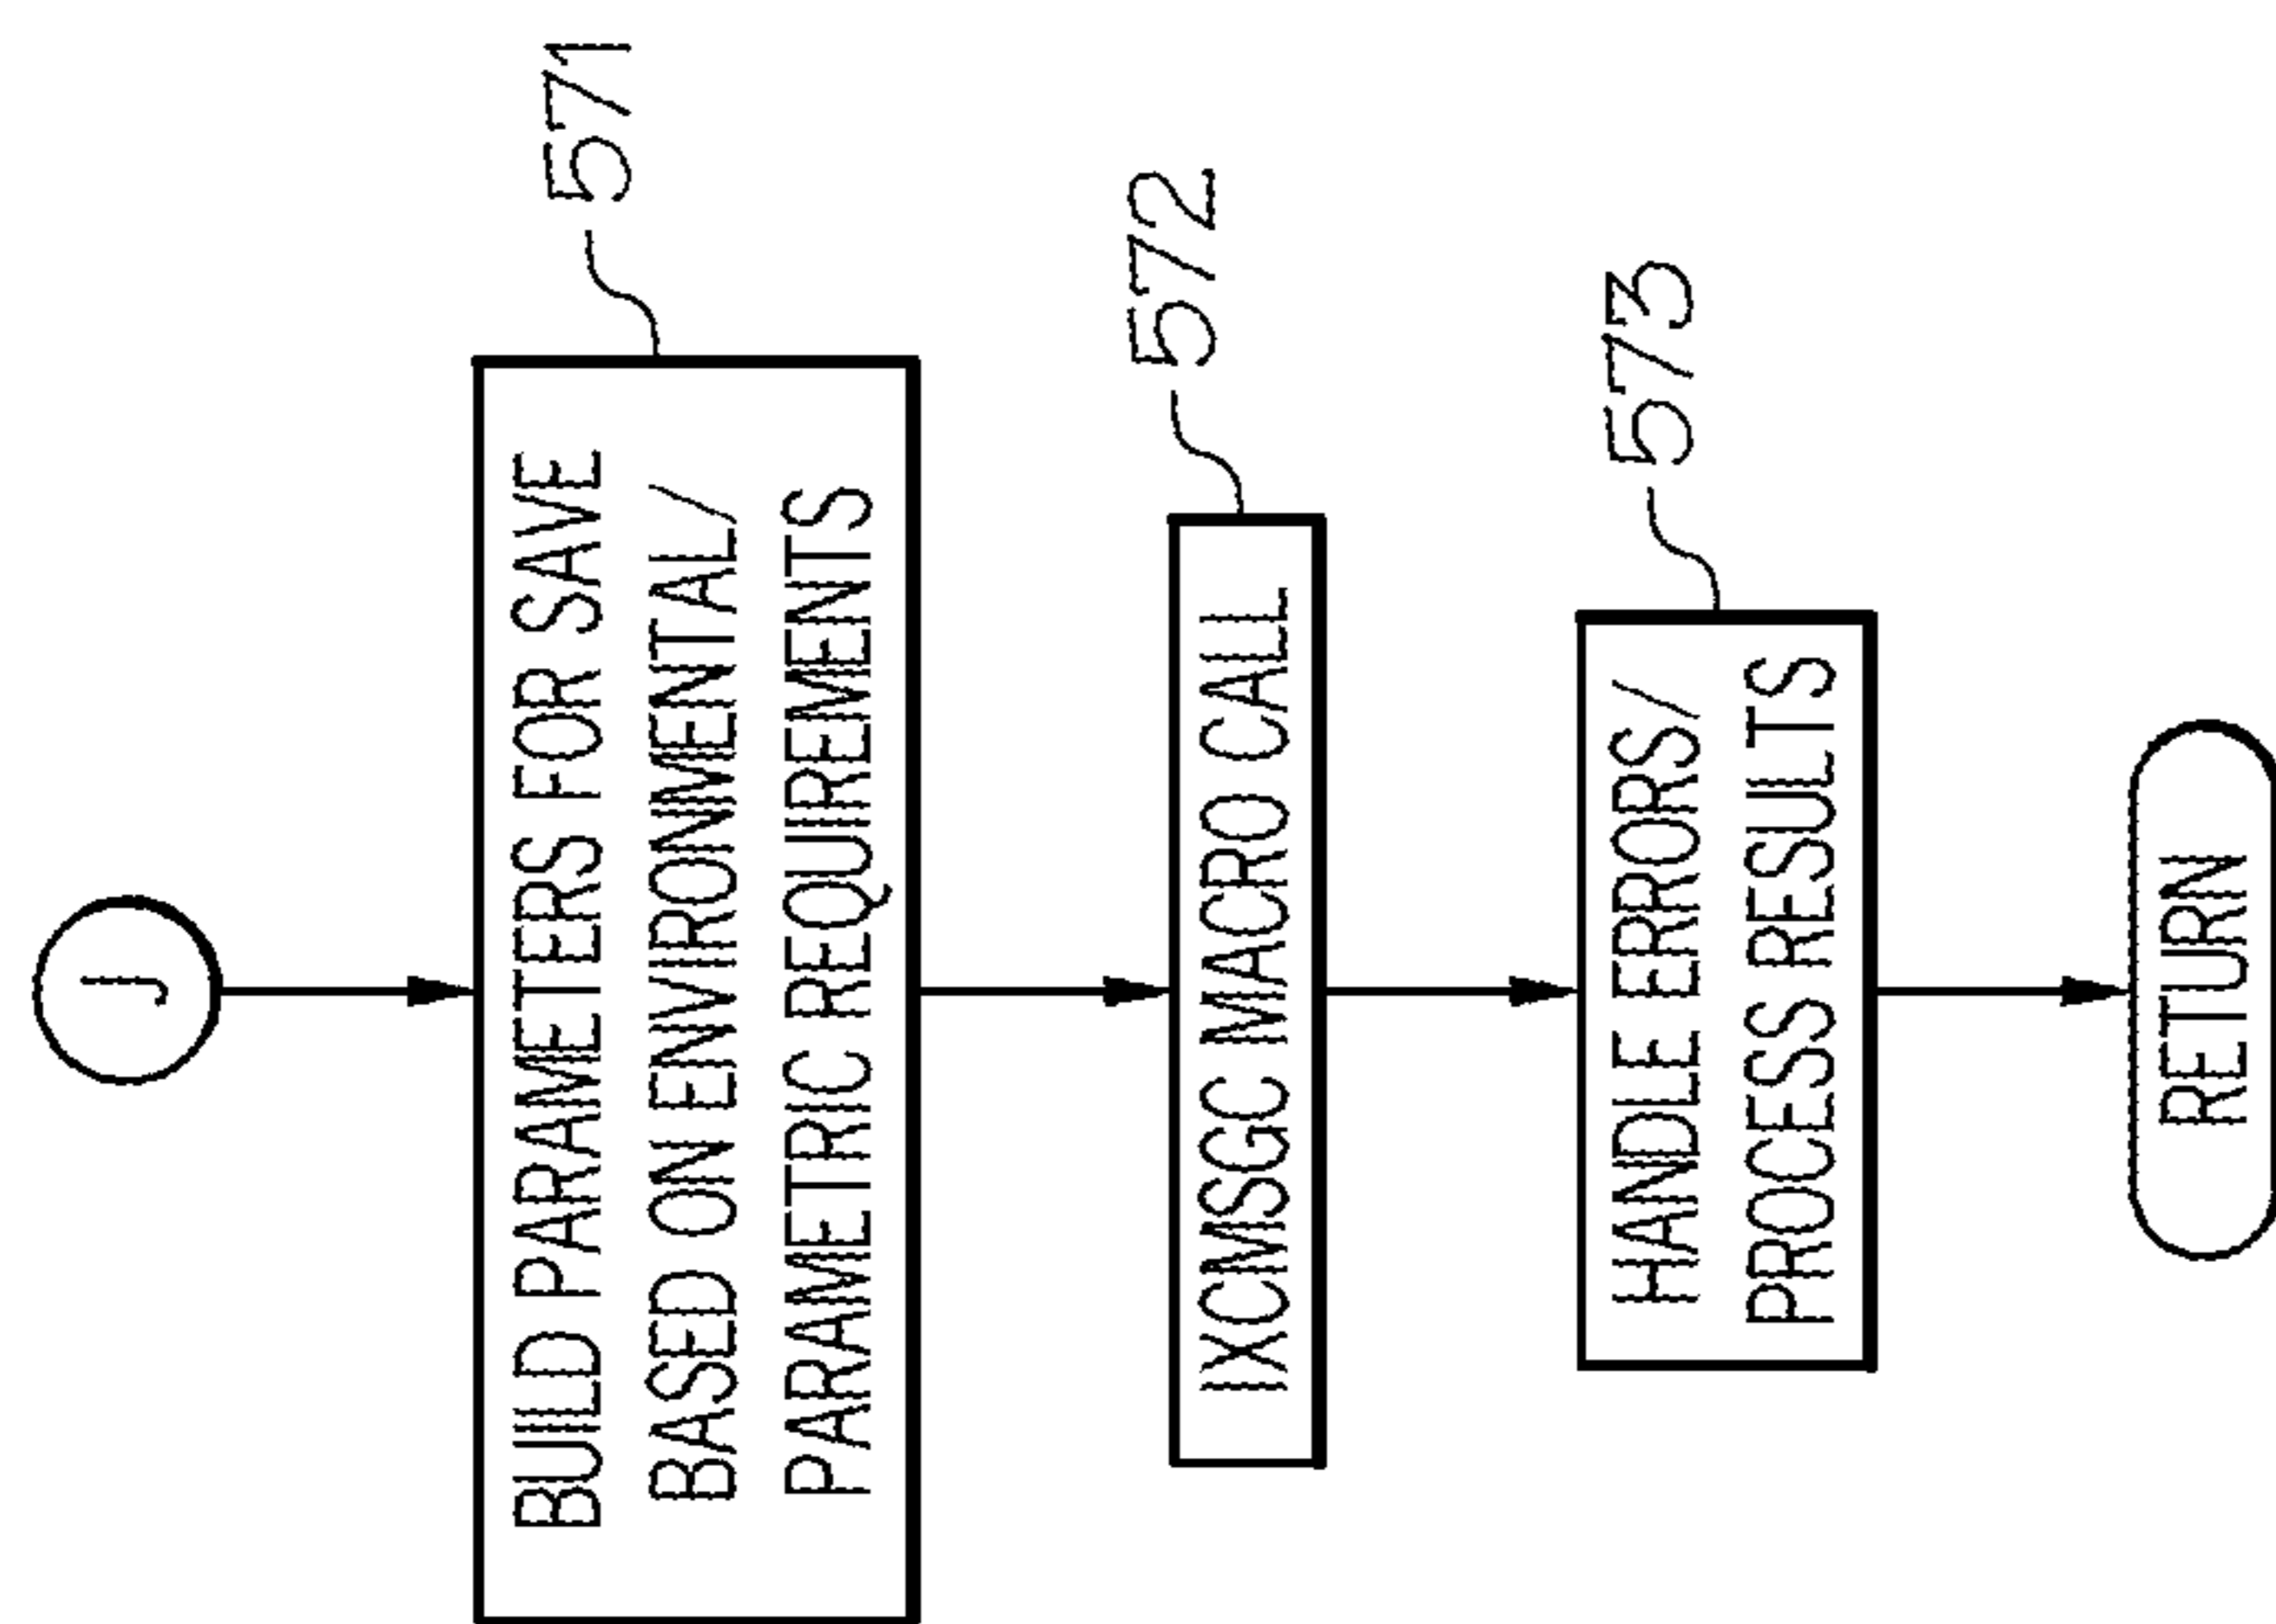 J
571
BUILD PARAMETERS FOR SAVE
BASED ON ENVIRONMENTAL/
PARAMETRIC REQUIREMENTS
572
IXCMSGC MACRO CALL
573
HANDLE ERRORS/
PROCESS RESULTS
RETURN